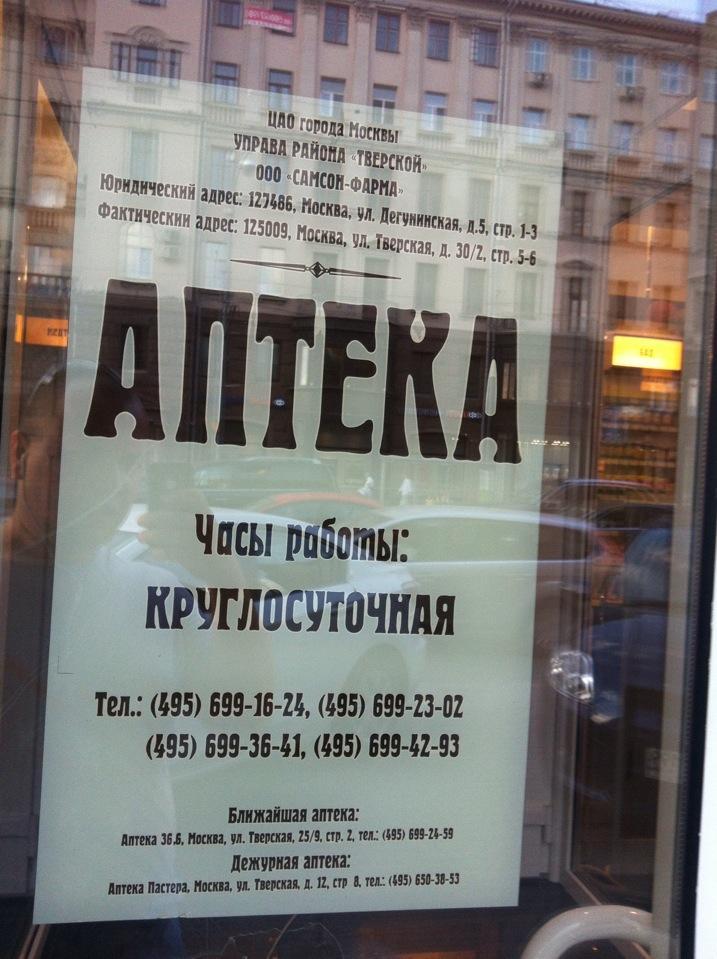 ЦАО города Москвы
УПРАВА РАЙОНА «ТВЕРСКОЙ»
ООО «САМСОН-ФАРМА»
Юридический адрес: 127486, Москва, ул. Дегунинская, д.5, стр. 1-3
Фактический адрес: 125009, Москва, ул. Тверская, д. 30/2, стр. 5-6
АПТЕКА
Часы работы:
КРУГЛОСУТОЧНАЯ
Тел.: (495) 699-16-24, (495) 699-23-02
(495) 699-36-41, (495) 699-42-93
Ближайшая аптека:
Аптека 36.6, Москва, ул. Тверская, 25/9, стр. 2, тел.: (495) 699-24-59
Дежурная аптека:
Аптека Пастера, Москва, ул. Тверская, д. 12, стр 8, тел.: (495) 650-38-53